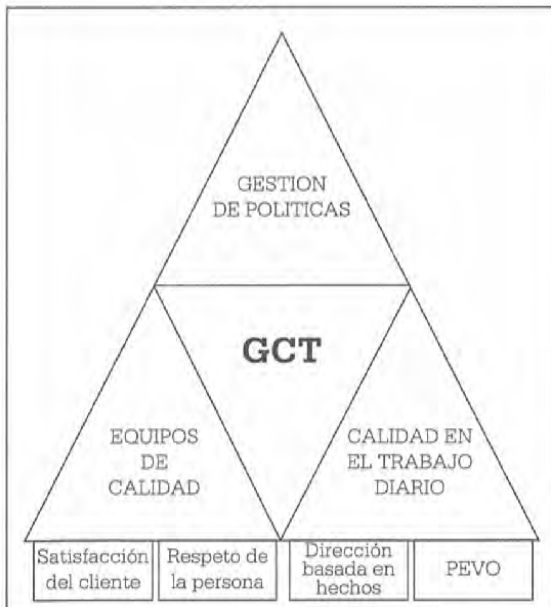 GESTION
DE POLITICAS
GCT
EQUIPOS
DE
CALIDAD
CALIDAD EN
EL TRABAJO
DIARIO
Satisfacción
del cliente
Respeto de
la persona
Dirección
basada en
hechos
PEVO